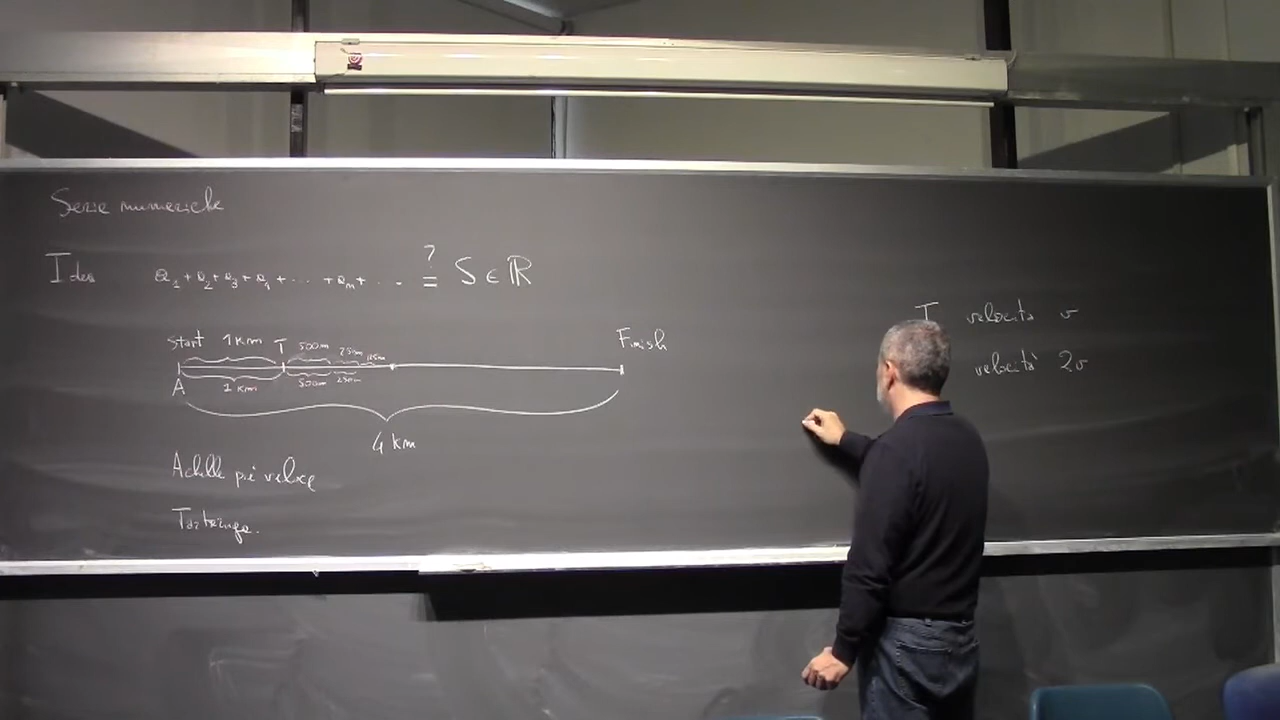 Serie numeriche
Idea a₁ + a₂ + a₃ + a₄ + ... + aₙ + ... ≟ S ∈ ℝ
Start 1 Km T 500m 250m 125m Finish
A 1 Km 500m 250m
4 km
Achille piè veloce
Tartaruga.
T velocità v
velocità 2v